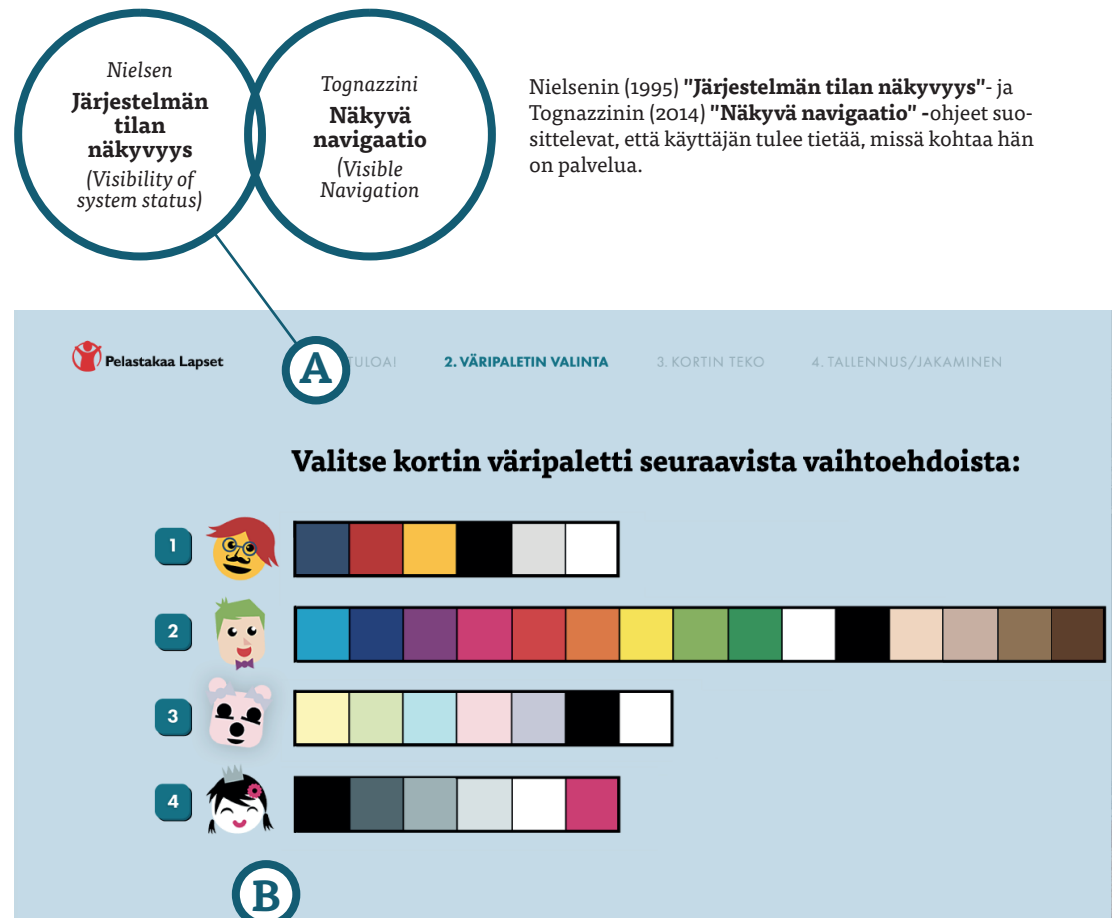 Nielsen
Järjestelmän
tilan
näkyvyys
(Visibility of
system status)
Tognazzini
Näkyvä
navigaatio
(Visible
Navigation
Nielsenin (1995) "Järjestelmän tilan näkyvyys"- ja
Tognazzinin (2014) "Näkyvä navigaatio" -ohjeet suo-
sittelevat, että käyttäjän tulee tietää, missä kohtaa hän
on palvelua.
Pelastakaa Lapset
A
TULOAI
2. VÄRIPALETIN VALINTA
3. KORTIN TEKO
4. TALLENNUS/JAKAMINEN
Valitse kortin väripaletti seuraavista vaihtoehdoista:
1
2
3
4
B